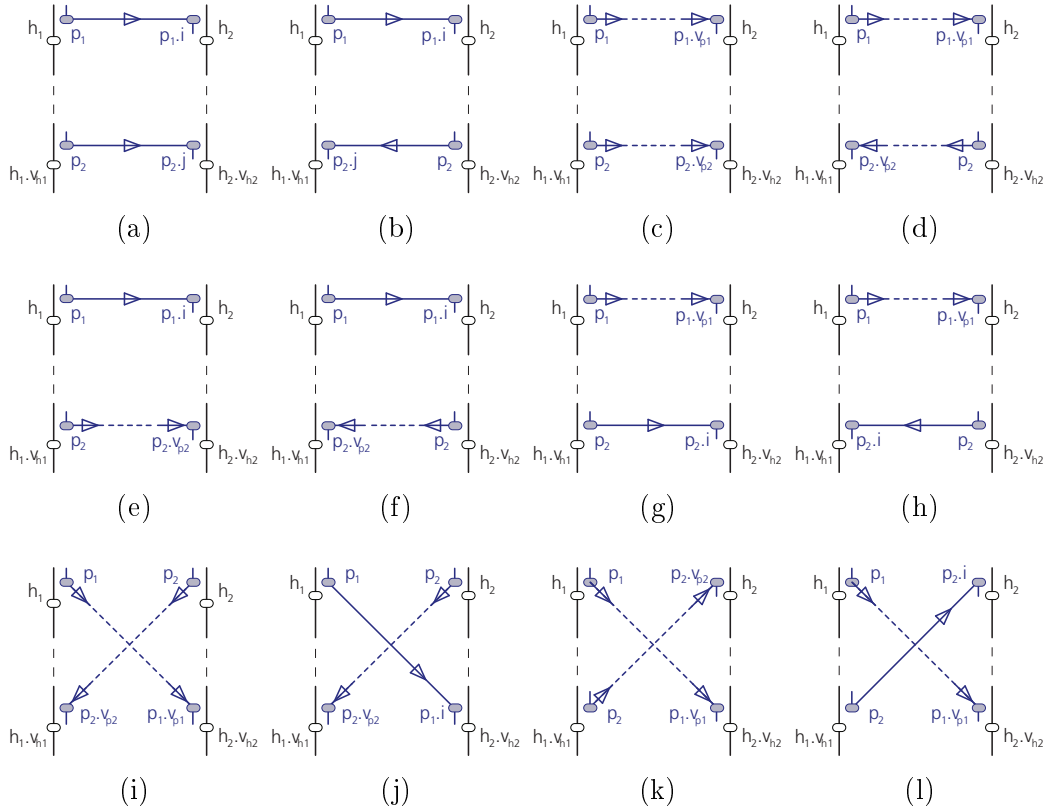 h₁ p₁ p₁.i h₂
p₂ p₂.j
h₁.vₕ₁ h₂.vₕ₂
(a)
h₁ p₁ p₁.i h₂
p₂.j p₂
h₁.vₕ₁ h₂.vₕ₂
(b)
h₁ p₁ p₁.vₚ₁ h₂
p₂ p₂.vₚ₂
h₁.vₕ₁ h₂.vₕ₂
(c)
h₁ p₁ p₁.vₚ₁ h₂
p₂.vₚ₂ p₂
h₁.vₕ₁ h₂.vₕ₂
(d)
h₁ p₁ p₁.i h₂
p₂ p₂.vₚ₂
h₁.vₕ₁ h₂.vₕ₂
(e)
h₁ p₁ p₁.i h₂
p₂.vₚ₂ p₂
h₁.vₕ₁ h₂.vₕ₂
(f)
h₁ p₁ p₁.vₚ₁ h₂
p₂ p₂.i
h₁.vₕ₁ h₂.vₕ₂
(g)
h₁ p₁ p₁.vₚ₁ h₂
p₂.i p₂
h₁.vₕ₁ h₂.vₕ₂
(h)
h₁ p₁ p₂ h₂
p₂.vₚ₂ p₁.vₚ₁
h₁.vₕ₁ h₂.vₕ₂
(i)
h₁ p₁ p₂ h₂
p₂.vₚ₂ p₁.i
h₁.vₕ₁ h₂.vₕ₂
(j)
h₁ p₁ p₂.vₚ₂ h₂
p₂ p₁.vₚ₁
h₁.vₕ₁ h₂.vₕ₂
(k)
h₁ p₁ p₂.i h₂
p₂ p₁.vₚ₁
h₁.vₕ₁ h₂.vₕ₂
(l)